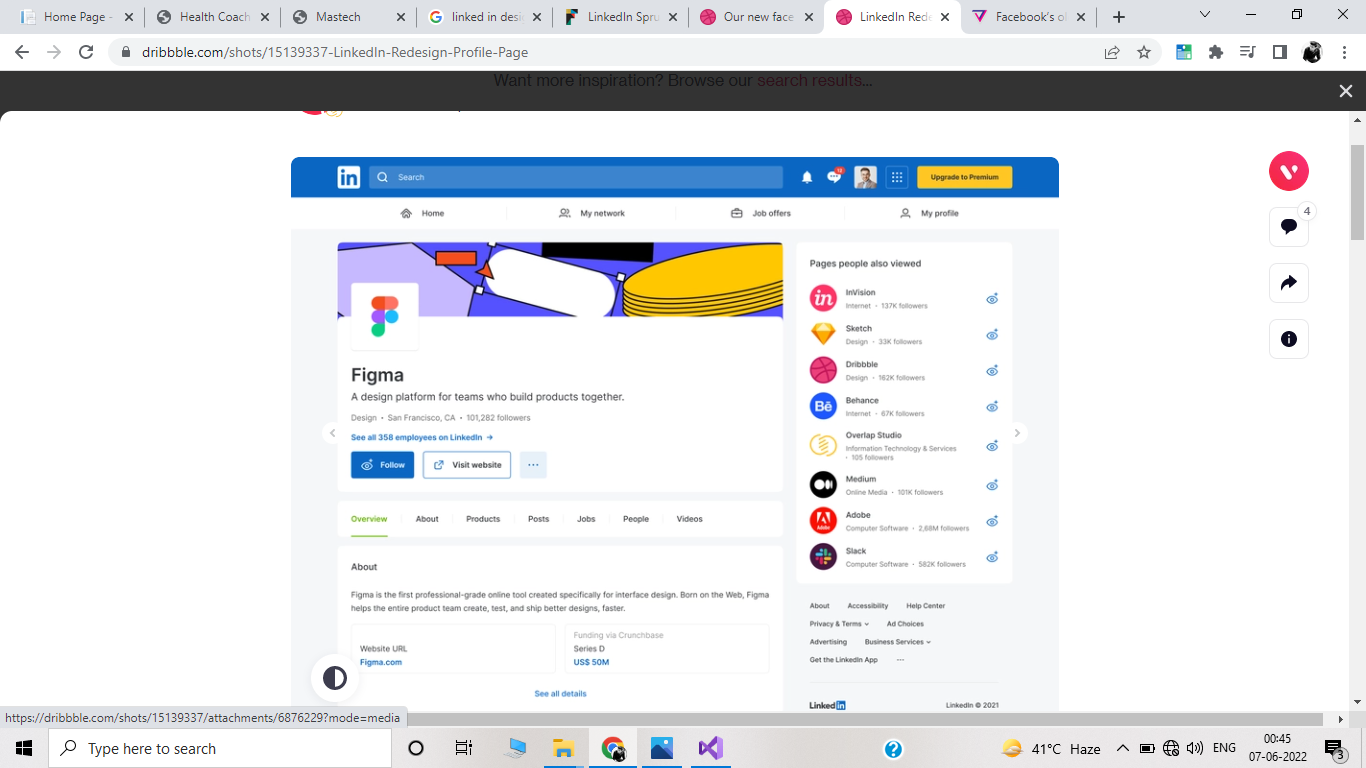 Home Page -
Health Coach
Mastech
linked in desi
LinkedIn Spru
Our new face
LinkedIn Rede
Facebook's ol
dribbble.com/shots/15139337-LinkedIn-Redesign-Profile-Page
Want more inspiration? Browse our search results...
in
Search
Upgrade to Premium
Home
My network
Job offers
My profile
Figma
A design platform for teams who build products together.
Design • San Francisco, CA • 101,282 followers
See all 358 employees on LinkedIn →
Follow
Visit website
...
Overview
About
Products
Posts
Jobs
People
Videos
About
Figma is the first professional-grade online tool created specifically for interface design. Born on the Web, Figma
helps the entire product team create, test, and ship better designs, faster.
Website URL
Figma.com
Funding via Crunchbase
Series D
US$ 50M
See all details
Pages people also viewed
in
InVision
Internet • 137K followers
Sketch
Design • 33K followers
Dribbble
Design • 162K followers
Bē
Behance
Internet • 67K followers
Overlap Studio
Information Technology & Services
• 105 followers
Medium
Online Media • 101K followers
Adobe
Adobe
Computer Software • 2,68M followers
Slack
Computer Software • 582K followers
About
Accessibility
Help Center
Privacy & Terms
Ad Choices
Advertising
Business Services
Get the LinkedIn App
...
LinkedIn
LinkedIn © 2021
4
https://dribbble.com/shots/15139337/attachments/6876229?mode=media
Type here to search
41°C Haze
ENG
00:45
07-06-2022
3